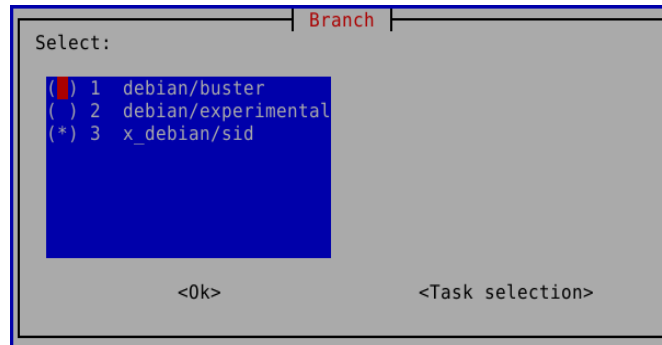 Branch
Select:
( ) 1 debian/buster
( ) 2 debian/experimental
(*) 3 x_debian/sid
<Ok> <Task selection>